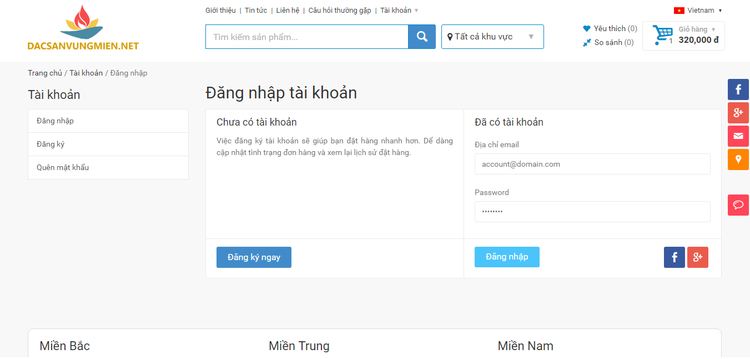 Giới thiệu | Tin tức | Liên hệ | Câu hỏi thường gặp | Tài khoản
Vietnam
DACSANVUNGMIEN.NET
Tìm kiếm sản phẩm...
Tất cả khu vực
Yêu thích (0)
So sánh (0)
1
Giỏ hàng
320,000 đ
Trang chủ / Tài khoản / Đăng nhập
Tài khoản
Đăng nhập
Đăng ký
Quên mật khẩu
Đăng nhập tài khoản
Chưa có tài khoản
Việc đăng ký tài khoản sẽ giúp bạn đặt hàng nhanh hơn. Dể dàng
cập nhật tình trạng đơn hàng và xem lại lịch sử đặt hàng.
Đăng ký ngay
Đã có tài khoản
Địa chỉ email
account@domain.com
Password
••••••••
Đăng nhập
f
g+
f
g+
Miền Bắc
Miền Trung
Miền Nam